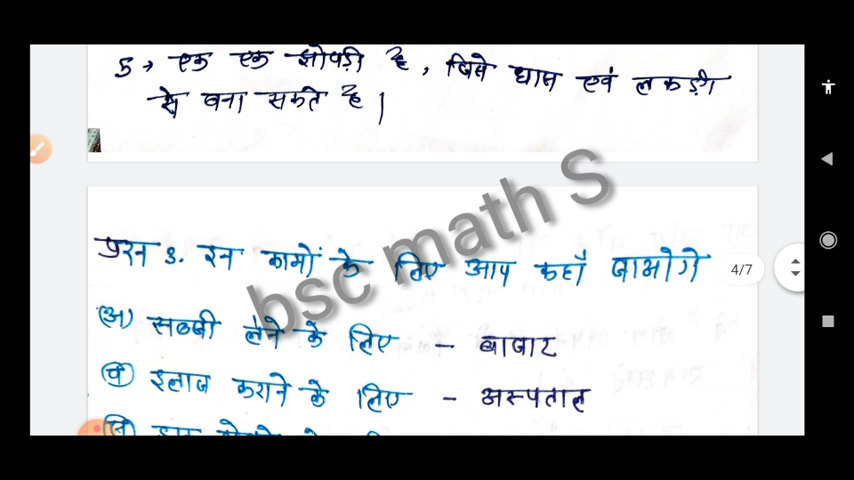 5→ एक एक झोपड़ी है, जिसे घास एवं लकड़ी
से बना सकते है।
bsc math S
प्रश्न 3. इन कामों के लिए आप कहाँ जाओगे
4/7
(अ) सब्जी लेने के लिए - बाजार
(ब) इलाज कराने के लिए - अस्पताल